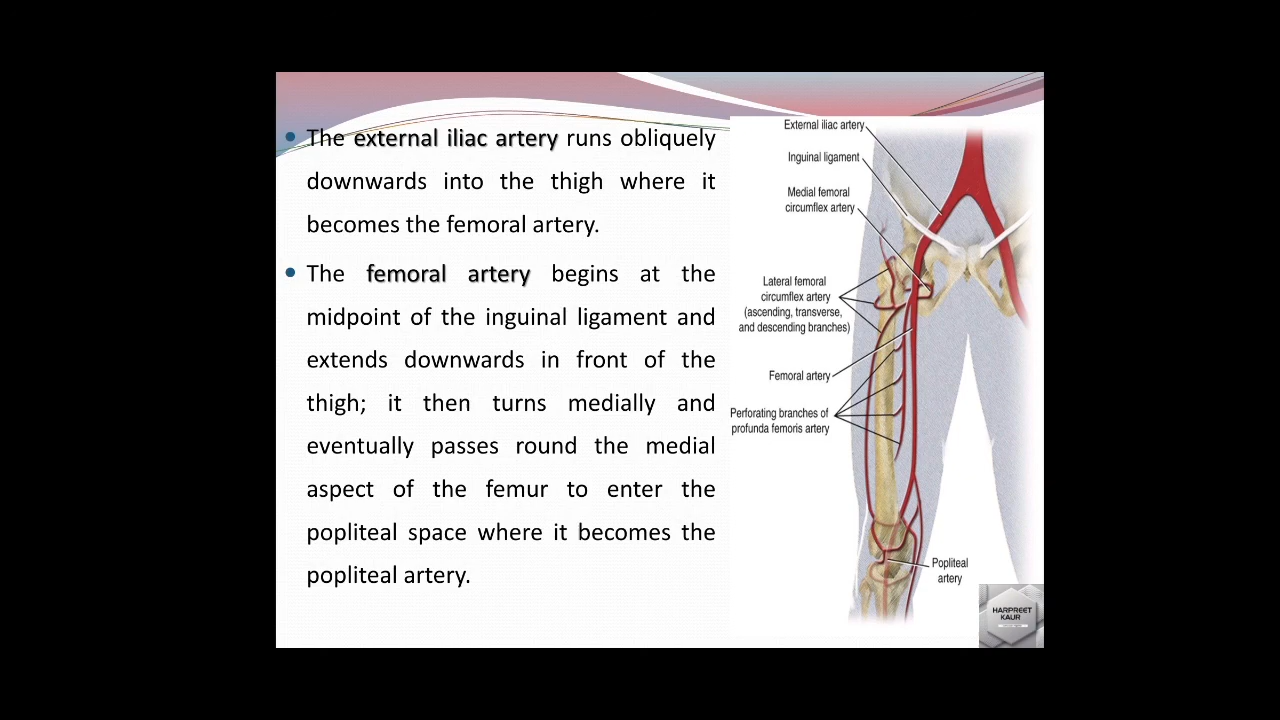 The external iliac artery runs obliquely
downwards into the thigh where it
becomes the femoral artery.
The femoral artery begins at the
midpoint of the inguinal ligament and
extends downwards in front of the
thigh; it then turns medially and
eventually passes round the medial
aspect of the femur to enter the
popliteal space where it becomes the
popliteal artery.
External iliac artery
Inguinal ligament
Medial femoral
circumflex artery
Lateral femoral
circumflex artery
(ascending, transverse,
and descending branches)
Femoral artery
Perforating branches of
profunda femoris artery
Popliteal
artery
HARPREET
KAUR